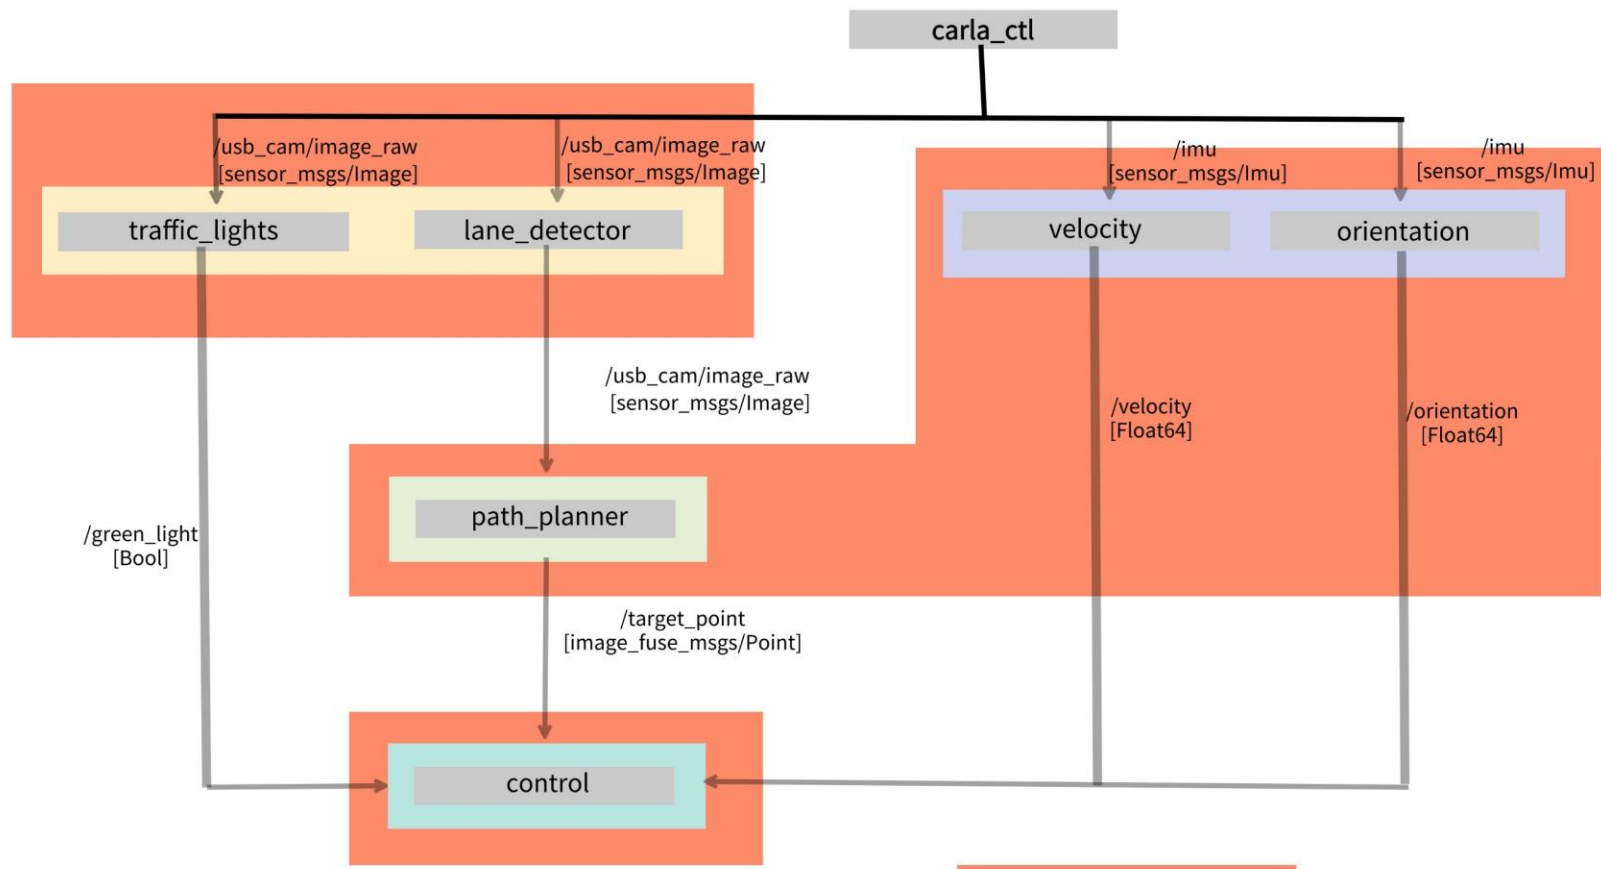 carla_ctl
/usb_cam/image_raw
[sensor_msgs/Image]
/usb_cam/image_raw
[sensor_msgs/Image]
/imu
[sensor_msgs/Imu]
/imu
[sensor_msgs/Imu]
traffic_lights
lane_detector
velocity
orientation
/usb_cam/image_raw
[sensor_msgs/Image]
/velocity
[Float64]
/orientation
[Float64]
path_planner
/green_light
[Bool]
/target_point
[image_fuse_msgs/Point]
control